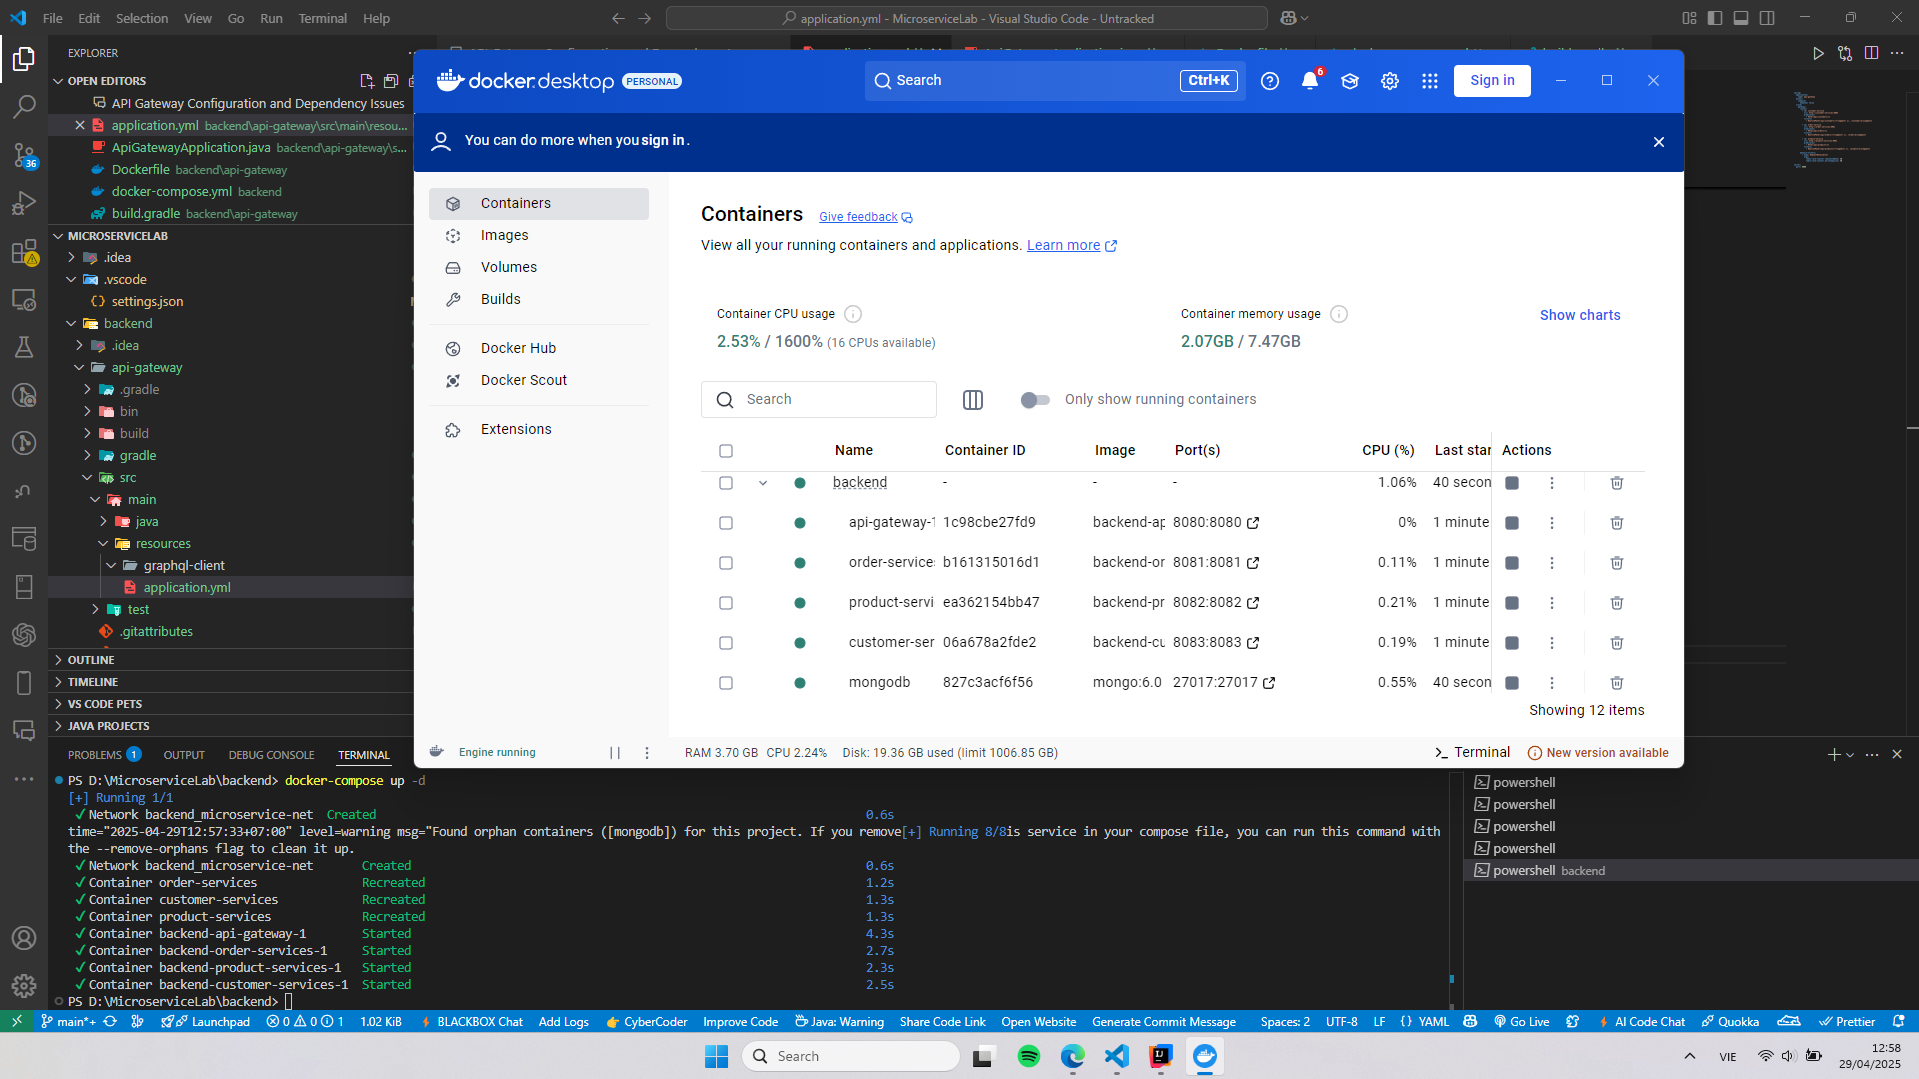 File Edit Selection View Go Run Terminal Help
application.yml - MicroserviceLab - Visual Studio Code - Untracked
EXPLORER
OPEN EDITORS
API Gateway Configuration and Dependency Issues
application.yml backend\api-gateway\src\main\resou...
ApiGatewayApplication.java backend\api-gateway\s...
Dockerfile backend\api-gateway
docker-compose.yml backend
build.gradle backend\api-gateway
MICROSERVICELAB
.idea
.vscode
settings.json
backend
.idea
api-gateway
.gradle
bin
build
gradle
src
main
java
resources
graphql-client
application.yml
test
.gitattributes
OUTLINE
TIMELINE
VS CODE PETS
JAVA PROJECTS
36
docker.desktop PERSONAL
Search Ctrl+K
6
Sign in
You can do more when you sign in.
Containers
Images
Volumes
Builds
Docker Hub
Docker Scout
Extensions
Containers Give feedback
View all your running containers and applications. Learn more
Container CPU usage
2.53% / 1600% (16 CPUs available)
Container memory usage
2.07GB / 7.47GB
Show charts
Search
Only show running containers
Name Container ID Image Port(s) CPU (%) Last star Actions
backend - - - 1.06% 40 secon
api-gateway-1 1c98cbe27fd9 backend-ap 8080:8080 0% 1 minute
order-services b161315016d1 backend-or 8081:8081 0.11% 1 minute
product-servi ea362154bb47 backend-pr 8082:8082 0.21% 1 minute
customer-ser 06a678a2fde2 backend-cu 8083:8083 0.19% 1 minute
mongodb 827c3acf6f56 mongo:6.0 27017:27017 0.55% 40 secon
Showing 12 items
Engine running
RAM 3.70 GB CPU 2.24% Disk: 19.36 GB used (limit 1006.85 GB)
Terminal New version available
PROBLEMS 1 OUTPUT DEBUG CONSOLE TERMINAL
PS D:\MicroserviceLab\backend> docker-compose up -d
[+] Running 1/1
✔ Network backend_microservice-net Created 0.6s
time="2025-04-29T12:57:33+07:00" level=warning msg="Found orphan containers ([mongodb]) for this project. If you remove[+] Running 8/8is service in your compose file, you can run this command with
the --remove-orphans flag to clean it up.
✔ Network backend_microservice-net Created 0.6s
✔ Container order-services Recreated 1.2s
✔ Container customer-services Recreated 1.3s
✔ Container product-services Recreated 1.3s
✔ Container backend-api-gateway-1 Started 4.3s
✔ Container backend-order-services-1 Started 2.7s
✔ Container backend-product-services-1 Started 2.3s
✔ Container backend-customer-services-1 Started 2.5s
PS D:\MicroserviceLab\backend>
powershell
powershell
powershell
powershell
powershell backend
main*+ Launchpad 0 0 1 1.02 KiB BLACKBOX Chat Add Logs CyberCoder Improve Code Java: Warning Share Code Link Open Website Generate Commit Message Spaces: 2 UTF-8 LF YAML Go Live AI Code Chat Quokka Prettier
Search
VIE
12:58
29/04/2025